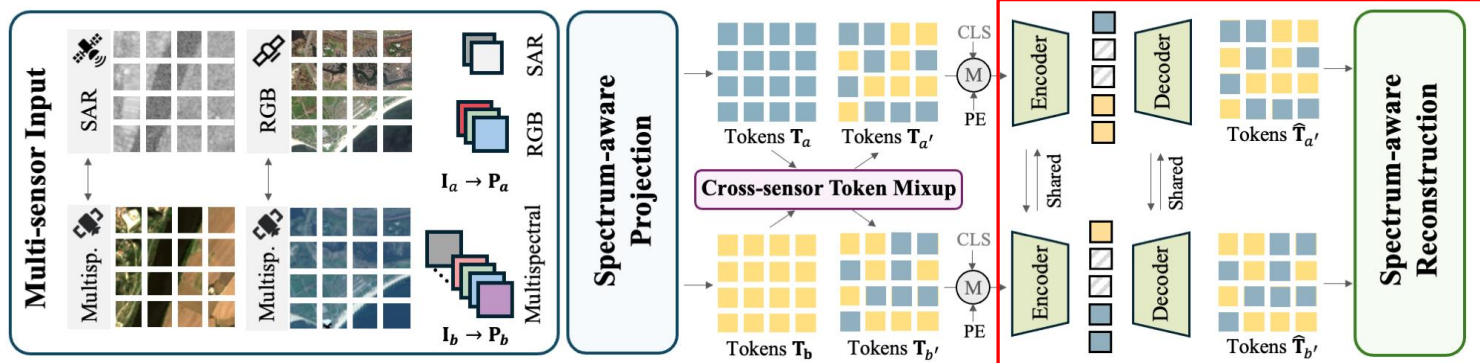 Multi-sensor Input
SAR
RGB
Multisp.
Multisp.
SAR
RGB
I_a → P_a
Multispectral
I_b → P_b
Spectrum-aware
Projection
Tokens T_a
Tokens T_a′
Cross-sensor Token Mixup
Tokens T_b
Tokens T_b′
CLS
M
PE
CLS
M
PE
Encoder
Decoder
Tokens T̂_a′
Shared
Shared
Encoder
Decoder
Tokens T̂_b′
Spectrum-aware
Reconstruction